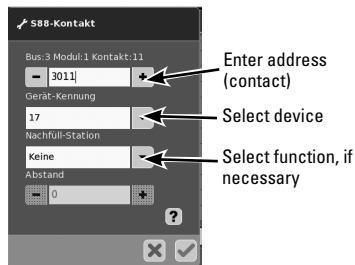 S88-Kontakt
Bus:3 Modul:1 Kontakt:11
- 3011 +
Enter address
(contact)
Gerät-Kennung
17
Select device
Nachfüll-Station
Keine
Select function, if
necessary
Abstand
- 0 +
?